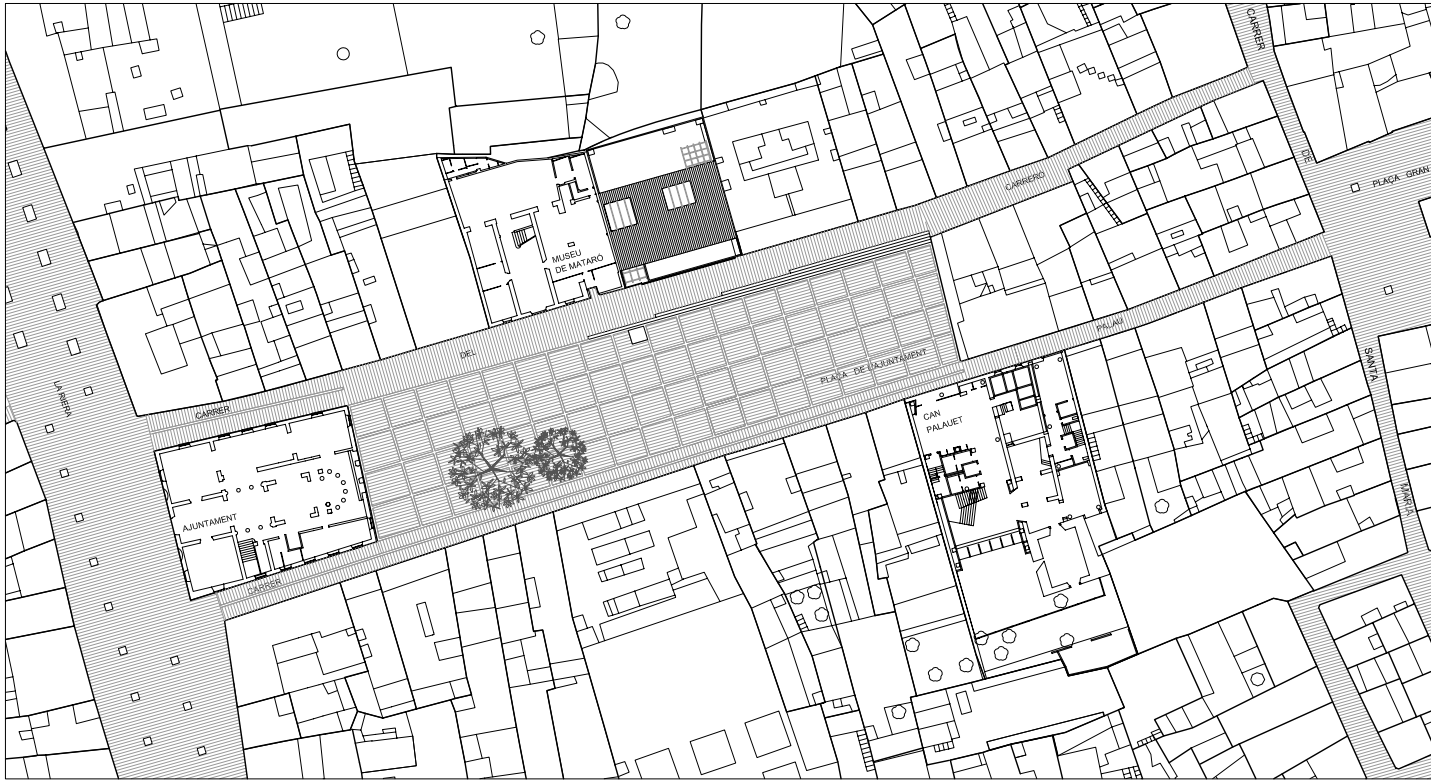 CARRER
DE
PLAÇA GRAN
CARRERÓ
MUSEU
DE MATARÓ
DEL
PALAU
PLAÇA DE L'AJUNTAMENT
SANTA
LA RIERA
CARRER
CAN
PALAUET
MARIA
AJUNTAMENT
CARRER